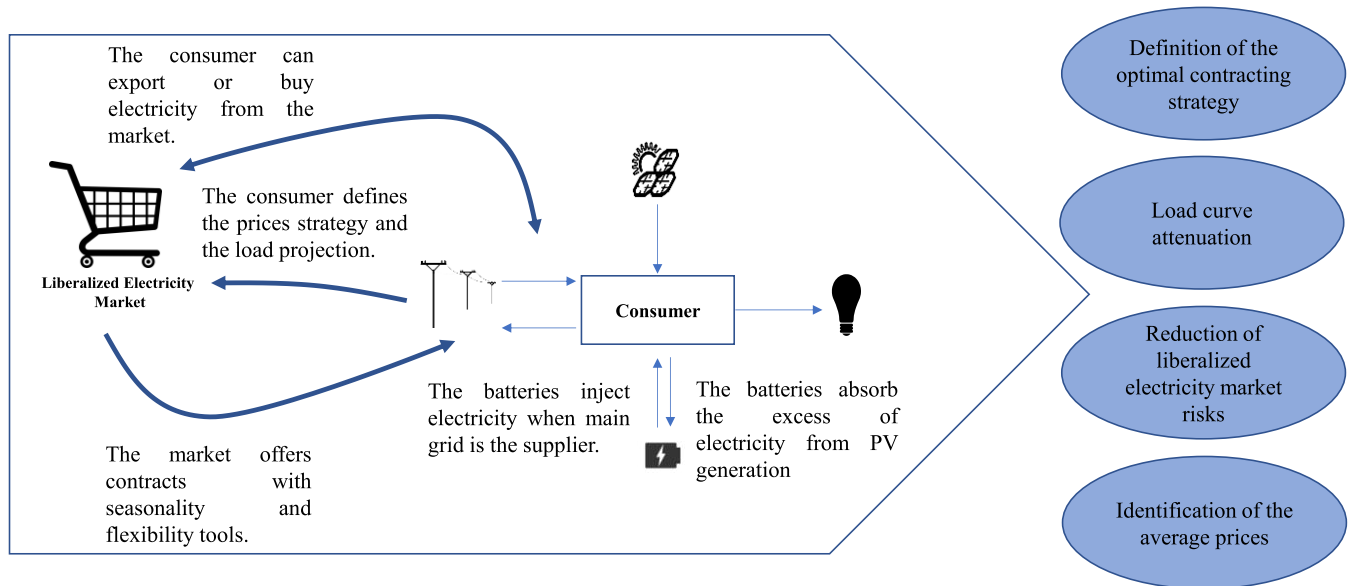 The consumer can
export or buy
electricity from the
market.
The consumer defines
the prices strategy and
the load projection.
Liberalized Electricity
Market
Consumer
The batteries inject
electricity when main
grid is the supplier.
The batteries absorb
the excess of
electricity from PV
generation
The market offers
contracts with
seasonality and
flexibility tools.
Definition of the
optimal contracting
strategy
Load curve
attenuation
Reduction of
liberalized
electricity market
risks
Identification of the
average prices